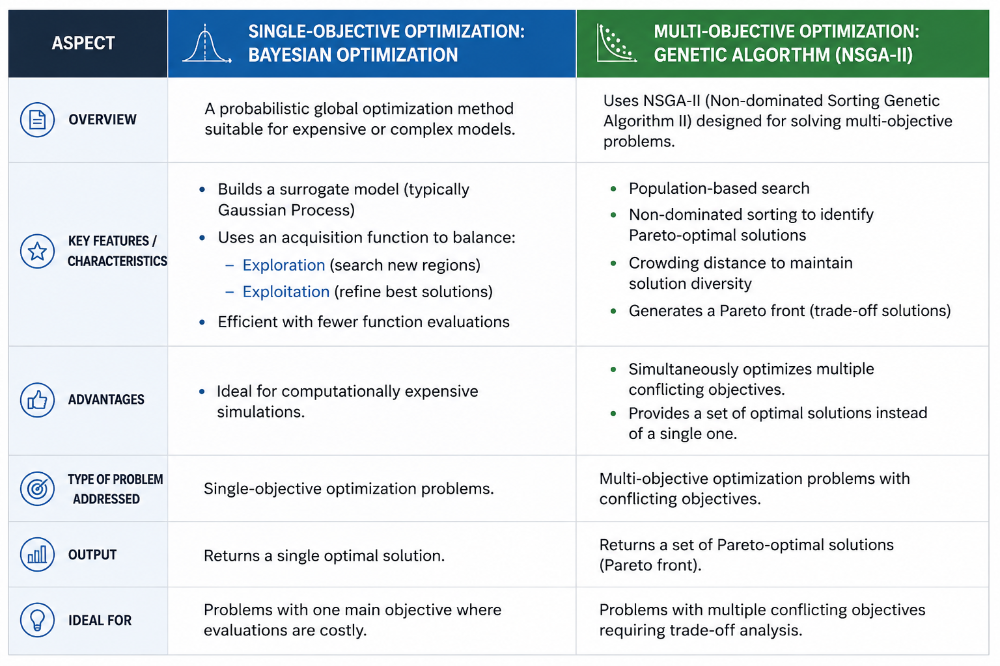 ASPECT
SINGLE-OBJECTIVE OPTIMIZATION:
BAYESIAN OPTIMIZATION
MULTI-OBJECTIVE OPTIMIZATION:
GENETIC ALGORTHM (NSGA-II)
OVERVIEW
A probabilistic global optimization method
suitable for expensive or complex models.
Uses NSGA-II (Non-dominated Sorting Genetic
Algorithm II) designed for solving multi-objective
problems.
KEY FEATURES /
CHARACTERISTICS
• Builds a surrogate model (typically
Gaussian Process)
• Uses an acquisition function to balance:
– Exploration (search new regions)
– Exploitation (refine best solutions)
• Efficient with fewer function evaluations
• Population-based search
• Non-dominated sorting to identify
Pareto-optimal solutions
• Crowding distance to maintain
solution diversity
• Generates a Pareto front (trade-off solutions)
ADVANTAGES
• Ideal for computationally expensive
simulations.
• Simultaneously optimizes multiple
conflicting objectives.
• Provides a set of optimal solutions instead
of a single one.
TYPE OF PROBLEM
ADDRESSED
Single-objective optimization problems.
Multi-objective optimization problems with
conflicting objectives.
OUTPUT
Returns a single optimal solution.
Returns a set of Pareto-optimal solutions
(Pareto front).
IDEAL FOR
Problems with one main objective where
evaluations are costly.
Problems with multiple conflicting objectives
requiring trade-off analysis.